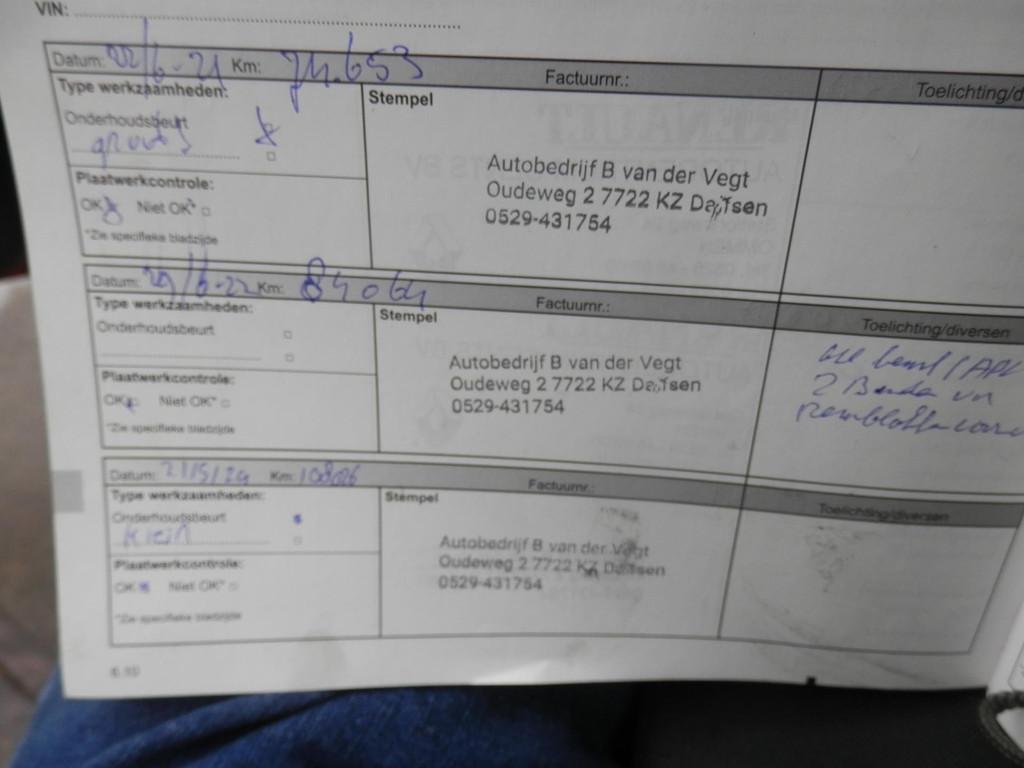 VIN:
Datum: 22/6-21 Km: 74.653 Factuurnr.: Toelichting/d
Type werkzaamheden: Stempel
Onderhoudsbeurt
groot
Plaatwerkcontrole:
OK Niet OK*
*Zie specifieke bladzijde
Autobedrijf B van der Vegt
Oudeweg 2 7722 KZ Dalfsen
0529-431754
Datum: 29/6-22 Km: 84064 Factuurnr.: Toelichting/diversen
Type werkzaamheden: Stempel
Onderhoudsbeurt
Plaatwerkcontrole:
OK Niet OK*
*Zie specifieke bladzijde
Autobedrijf B van der Vegt
Oudeweg 2 7722 KZ Dalfsen
0529-431754
2 Banden
Remblokken
Datum: 21/5/24 Km: Factuurnr.: Toelichting/diversen
Type werkzaamheden: Stempel
Onderhoudsbeurt
Klein
Plaatwerkcontrole:
OK Niet OK*
*Zie specifieke bladzijde
Autobedrijf B van der Vegt
Oudeweg 2 7722 KZ Dalfsen
0529-431754
RENAULT